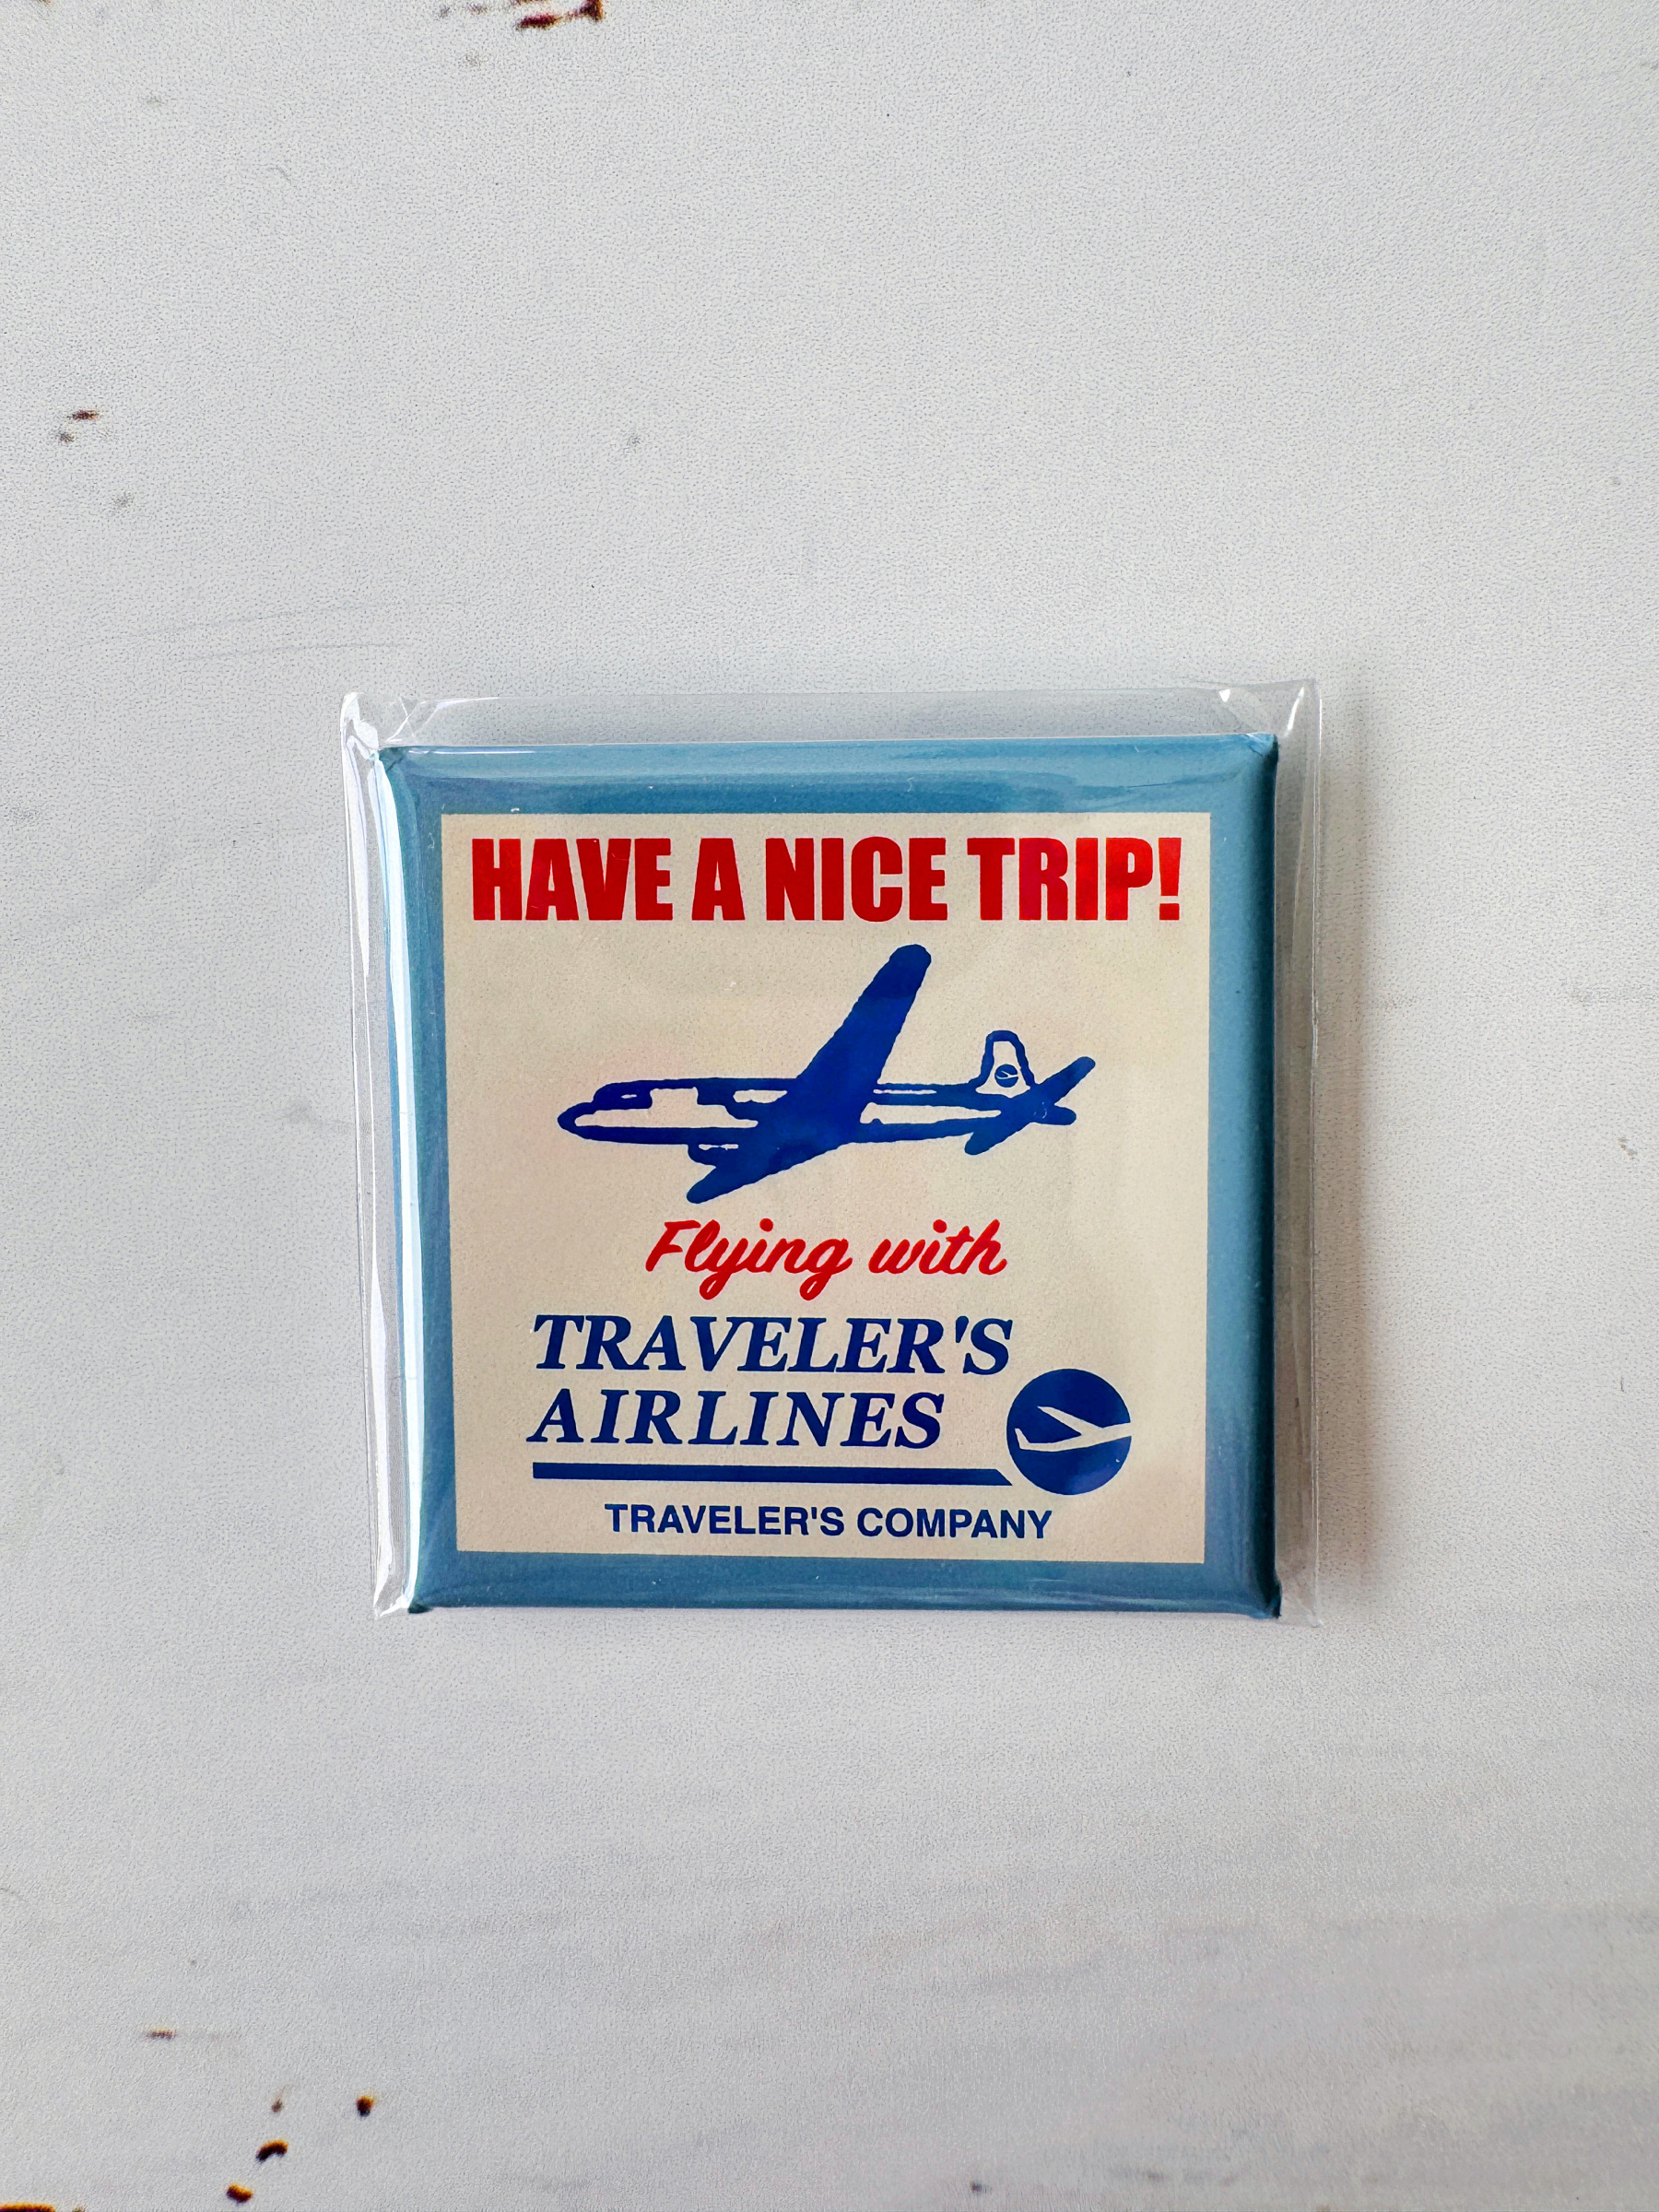 HAVE A NICE TRIP!
Flying with
TRAVELER'S
AIRLINES
TRAVELER'S COMPANY